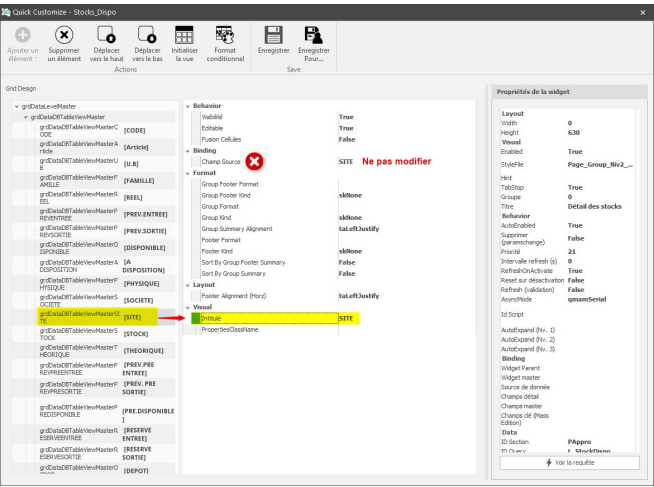 Quick Customize - Stocks_Dispo
Ajouter un élément
Supprimer un élément
Déplacer vers le haut
Déplacer vers le bas
Initialiser la vue
Format conditionnel
Enregistrer
Enregistrer Pour...
Actions
Save
Grid Design
grdDataLevelMaster
grdDataDBTableViewMaster
grdDataDBTableViewMasterCODE [CODE]
grdDataDBTableViewMasterArticle [Article]
grdDataDBTableViewMasterUB [U.B]
grdDataDBTableViewMasterFAMILLE [FAMILLE]
grdDataDBTableViewMasterREEL [REEL]
grdDataDBTableViewMasterPREVENTREE [PREV.ENTREE]
grdDataDBTableViewMasterPREVSORTIE [PREV.SORTIE]
grdDataDBTableViewMasterDISPONIBLE [DISPONIBLE]
grdDataDBTableViewMasterADISPOSITION [A DISPOSITION]
grdDataDBTableViewMasterPHYSIQUE [PHYSIQUE]
grdDataDBTableViewMasterSOCIETE [SOCIETE]
grdDataDBTableViewMasterSITE [SITE]
grdDataDBTableViewMasterSTOCK [STOCK]
grdDataDBTableViewMasterTHEORIQUE [THEORIQUE]
grdDataDBTableViewMasterPREVPREENTREE [PREV.PRE ENTREE]
grdDataDBTableViewMasterPREVPRESORTIE [PREV. PRE SORTIE]
grdDataDBTableViewMasterPREDISPONIBLE [PRE.DISPONIBLE]
grdDataDBTableViewMasterRESERVEENTREE [RESERVE ENTREE]
grdDataDBTableViewMasterRESERVESORTIE [RESERVE SORTIE]
grdDataDBTableViewMasterD [DEPOT]
Behavior
Visibilité True
Editable True
Fusion Cellules False
Binding
Champ Source SITE Ne pas modifier
Format
Group Footer Format
Group Footer Kind skNone
Group Format
Group Kind skNone
Group Summary Alignment taLeftJustify
Footer Format
Footer Kind skNone
Sort By Group Footer Summary False
Sort By Group Summary False
Layout
Footer Alignment (Horz) taLeftJustify
Visual
Intitulé SITE
PropertiesClassName
Propriétés de la widget
Layout
Width 0
Height 630
Visual
Enabled True
StyleFile Page_Group_Niv2_...
Hint
TabStop True
Groupe 0
Titre Détail des stocks
Behavior
AutoEnabled True
Supprimer (paramschange) False
Priorité 21
Intervalle refresh (s) 0
RefreshOnActivate True
Reset sur désactivation False
Refresh (validation) False
AsyncMode qmamSerial
Id Script
AutoExpand (Nv. 1)
AutoExpand (Nv. 2)
AutoExpand (Nv. 3)
Binding
Widget Parent
Widget master
Source de donnée
Champs détail
Champs master
Champs clé (Mass Edition)
Data
ID Section PAppro
ID Query L_StockDispo
Voir la requête